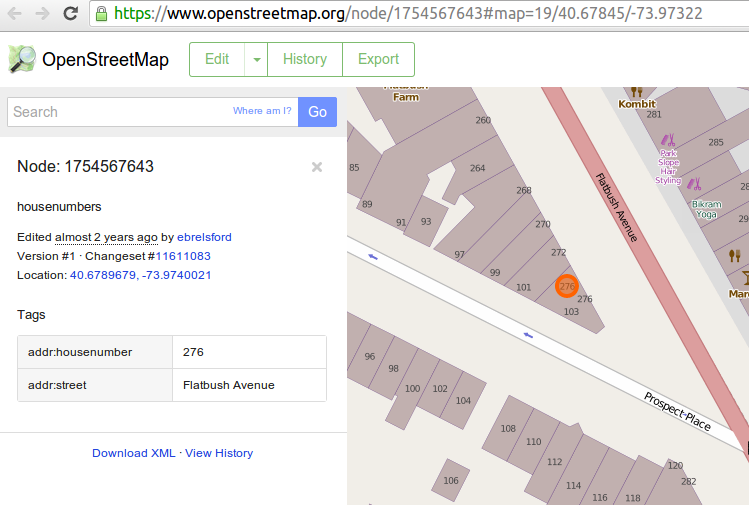 https://www.openstreetmap.org/node/1754567643#map=19/40.67845/-73.97322
OpenStreetMap
Edit
History
Export
Search
Where am I?
Go
Node: 1754567643
×
housenumbers
Edited almost 2 years ago by ebrelsford
Version #1 · Changeset #11611083
Location: 40.6789679, -73.9740021
Tags
addr:housenumber 276
addr:street Flatbush Avenue
Download XML · View History
Flatbush
Farm
260
Kombit
281
85
264
Park
Slope
Hair
Styling
285
89
268
Bikram
Yoga
91
93
270
Flatbush Avenue
97
272
99
101
276
276
103
96
98
100
102
104
Prospect-Place
108
110
112
114
116
118
120
282
106